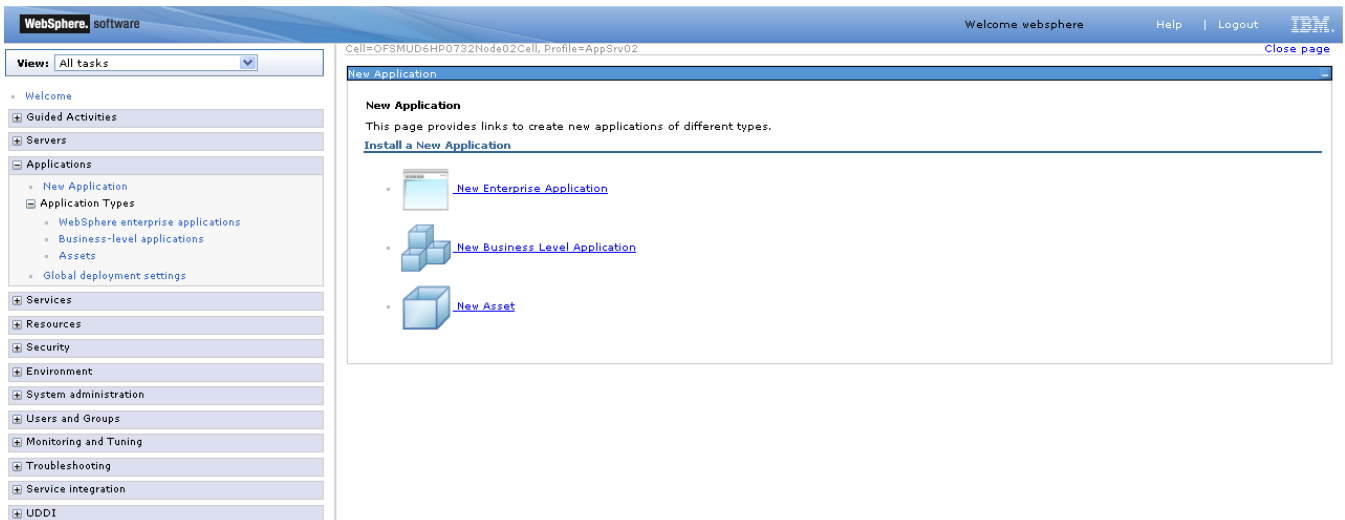 WebSphere. software
Welcome websphere
Help | Logout
IBM.
View: All tasks
Welcome
Guided Activities
Servers
Applications
New Application
Application Types
WebSphere enterprise applications
Business-level applications
Assets
Global deployment settings
Services
Resources
Security
Environment
System administration
Users and Groups
Monitoring and Tuning
Troubleshooting
Service integration
UDDI
Cell=OFSMUD6HP0732Node02Cell, Profile=AppSrv02
Close page
New Application
New Application
This page provides links to create new applications of different types.
Install a New Application
New Enterprise Application
New Business Level Application
New Asset